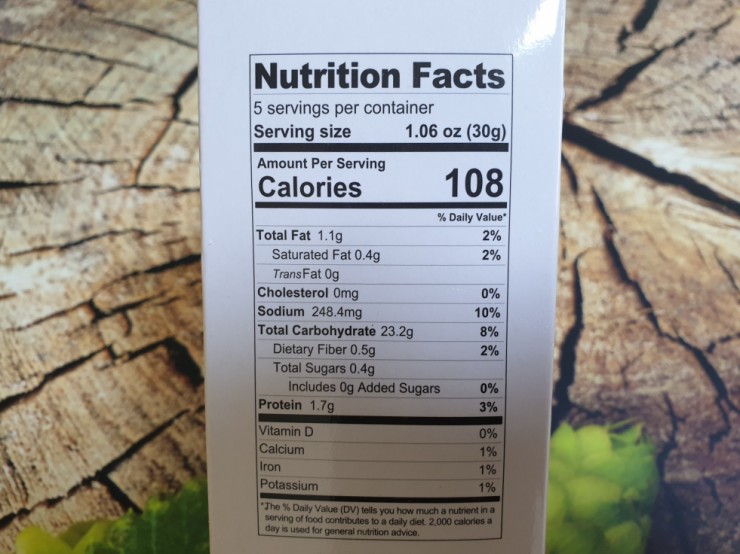 Nutrition Facts
5 servings per container
Serving size 1.06 oz (30g)
Amount Per Serving
Calories 108
% Daily Value*
Total Fat 1.1g 2%
Saturated Fat 0.4g 2%
Trans Fat 0g
Cholesterol 0mg 0%
Sodium 248.4mg 10%
Total Carbohydrate 23.2g 8%
Dietary Fiber 0.5g 2%
Total Sugars 0.4g
Includes 0g Added Sugars 0%
Protein 1.7g 3%
Vitamin D 0%
Calcium 1%
Iron 1%
Potassium 1%
*The % Daily Value (DV) tells you how much a nutrient in a
serving of food contributes to a daily diet. 2,000 calories a
day is used for general nutrition advice.